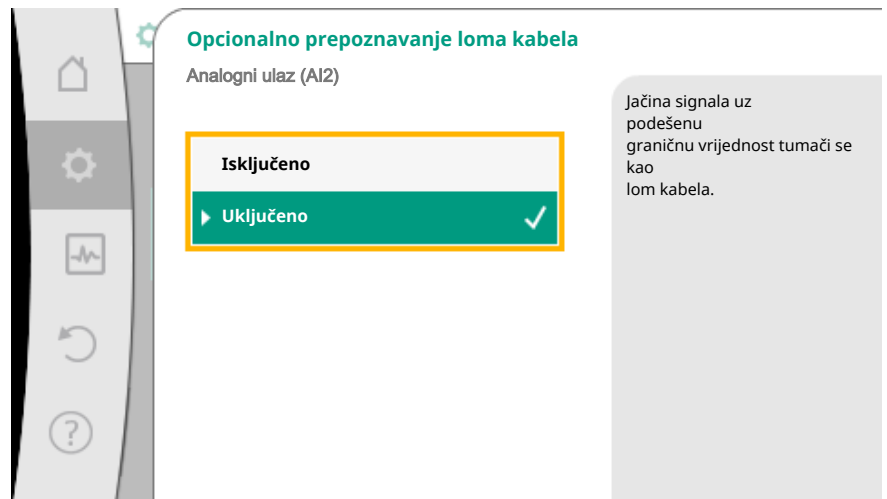 Opcionalno prepoznavanje loma kabela
Analogni ulaz (AI2)
Isključeno
Uključeno
Jačina signala uz
podešenu
graničnu vrijednost tumači se
kao
lom kabela.